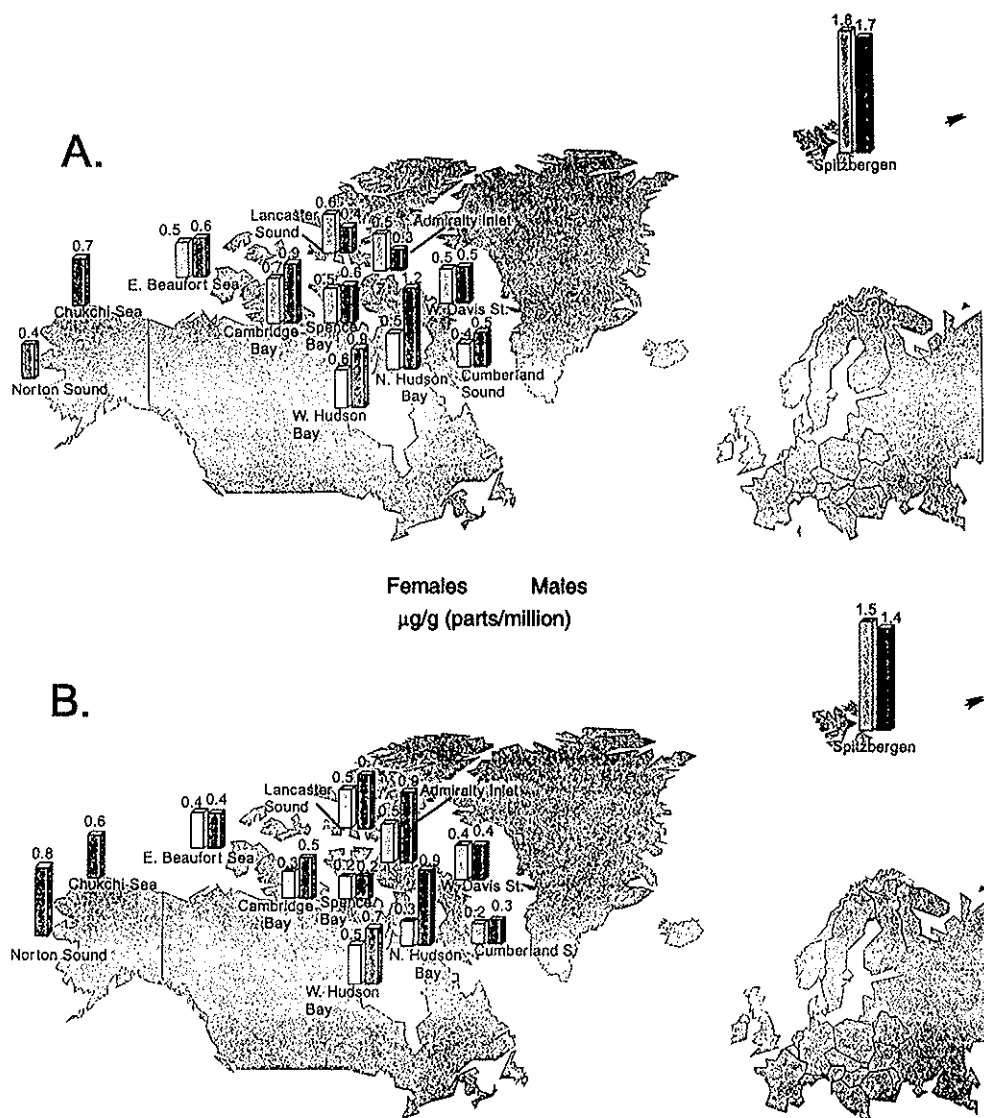 1.8 1.7
A.
Spitzbergen
0.6 0.4
Lancaster
Sound
0.5 0.3
Admiralty Inlet
0.5 0.6
E. Beaufort Sea
0.7
Chukchi Sea
0.7 0.9
Cambridge
Bay
0.5 0.6
Spence
Bay
1.2
N. Hudson
Bay
0.5 0.5
W. Davis St.
0.4 0.5
Cumberland
Sound
0.4
Norton Sound
0.6 0.9
W. Hudson
Bay
Females Males
µg/g (parts/million)
1.5 1.4
B.
Spitzbergen
0.5 0.7
Lancaster
Sound
0.5 0.9
Admiralty Inlet
0.4 0.4
E. Beaufort Sea
0.6
Chukchi Sea
0.3 0.5
Cambridge
Bay
0.2 0.2
Spence
Bay
0.3 0.9
N. Hudson
Bay
0.4 0.4
W. Davis St.
0.2 0.3
Cumberland S.
0.8
Norton Sound
0.5 0.7
W. Hudson
Bay